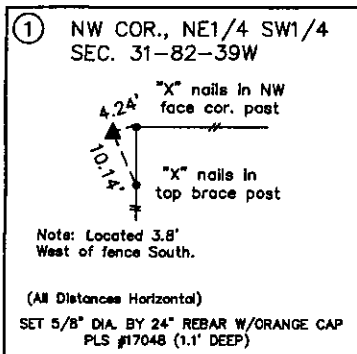 1 NW COR., NE1/4 SW1/4
SEC. 31-82-39W
"X" nails in NW
face cor. post
4.24'
10.14'
"X" nails in
top brace post
Note: Located 3.8'
West of fence South.
(All Distances Horizontal)
SET 5/8" DIA. BY 24" REBAR W/ORANGE CAP
PLS #17048 (1.1' DEEP)